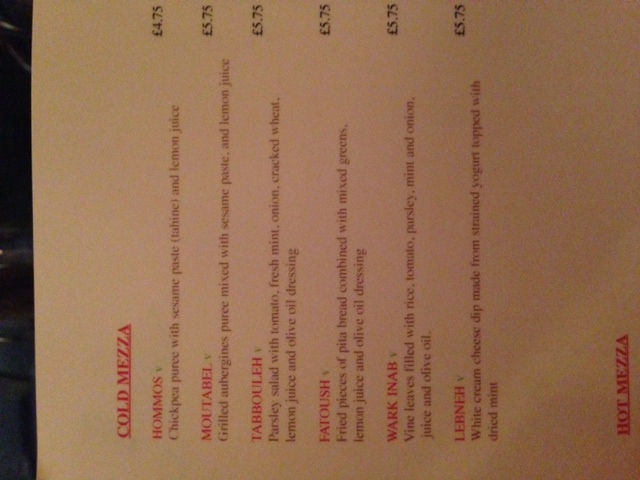 COLD MEZZA
HOMMOS v £4.75
Chickpea puree with sesame paste (tahine) and lemon juice
MOUTABEL v £5.75
Grilled aubergines puree mixed with sesame paste, and lemon juice
TABBOULEH v £5.75
Parsley salad with tomato, fresh mint, onion, cracked wheat,
lemon juice and olive oil dressing
FATOUSH v £5.75
Fried pieces of pita bread combined with mixed greens,
lemon juice and olive oil dressing
WARK INAB v £5.75
Vine leaves filled with rice, tomato, parsley, mint and onion,
juice and olive oil.
LEBNEH v £5.75
White cream cheese dip made from strained yogurt topped with
dried mint
HOT MEZZA